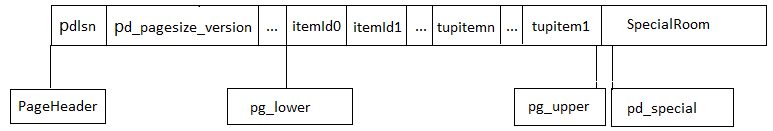 pdlsn pd_pagesize_version ... itemId0 itemId1 ... tupitemn ... tupitem1 SpecialRoom
PageHeader pg_lower pg_upper pd_special